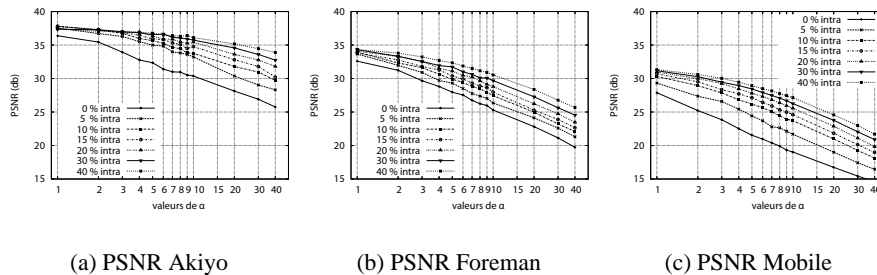 40
35
30
25
20
15
PSNR (db)
0 % intra
5 % intra
10 % intra
15 % intra
20 % intra
30 % intra
40 % intra
1 2 3 4 5 6 7 8 9 10 20 30 40
valeurs de α
40
35
30
25
20
15
PSNR (db)
0 % intra
5 % intra
10 % intra
15 % intra
20 % intra
30 % intra
40 % intra
1 2 3 4 5 6 7 8 9 10 20 30 40
valeurs de α
40
35
30
25
20
15
PSNR (db)
0 % intra
5 % intra
10 % intra
15 % intra
20 % intra
30 % intra
40 % intra
1 2 3 4 5 6 7 8 9 10 20 30 40
valeurs de α
(a) PSNR Akiyo
(b) PSNR Foreman
(c) PSNR Mobile